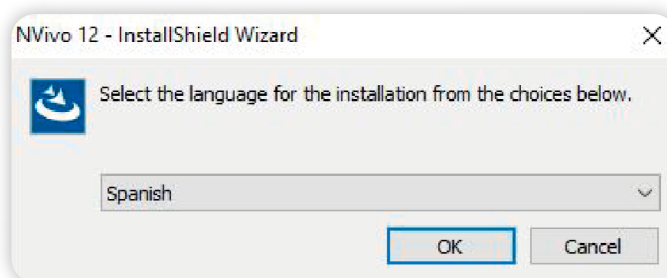 NVivo 12 - InstallShield Wizard
Select the language for the installation from the choices below.
Spanish
OK Cancel